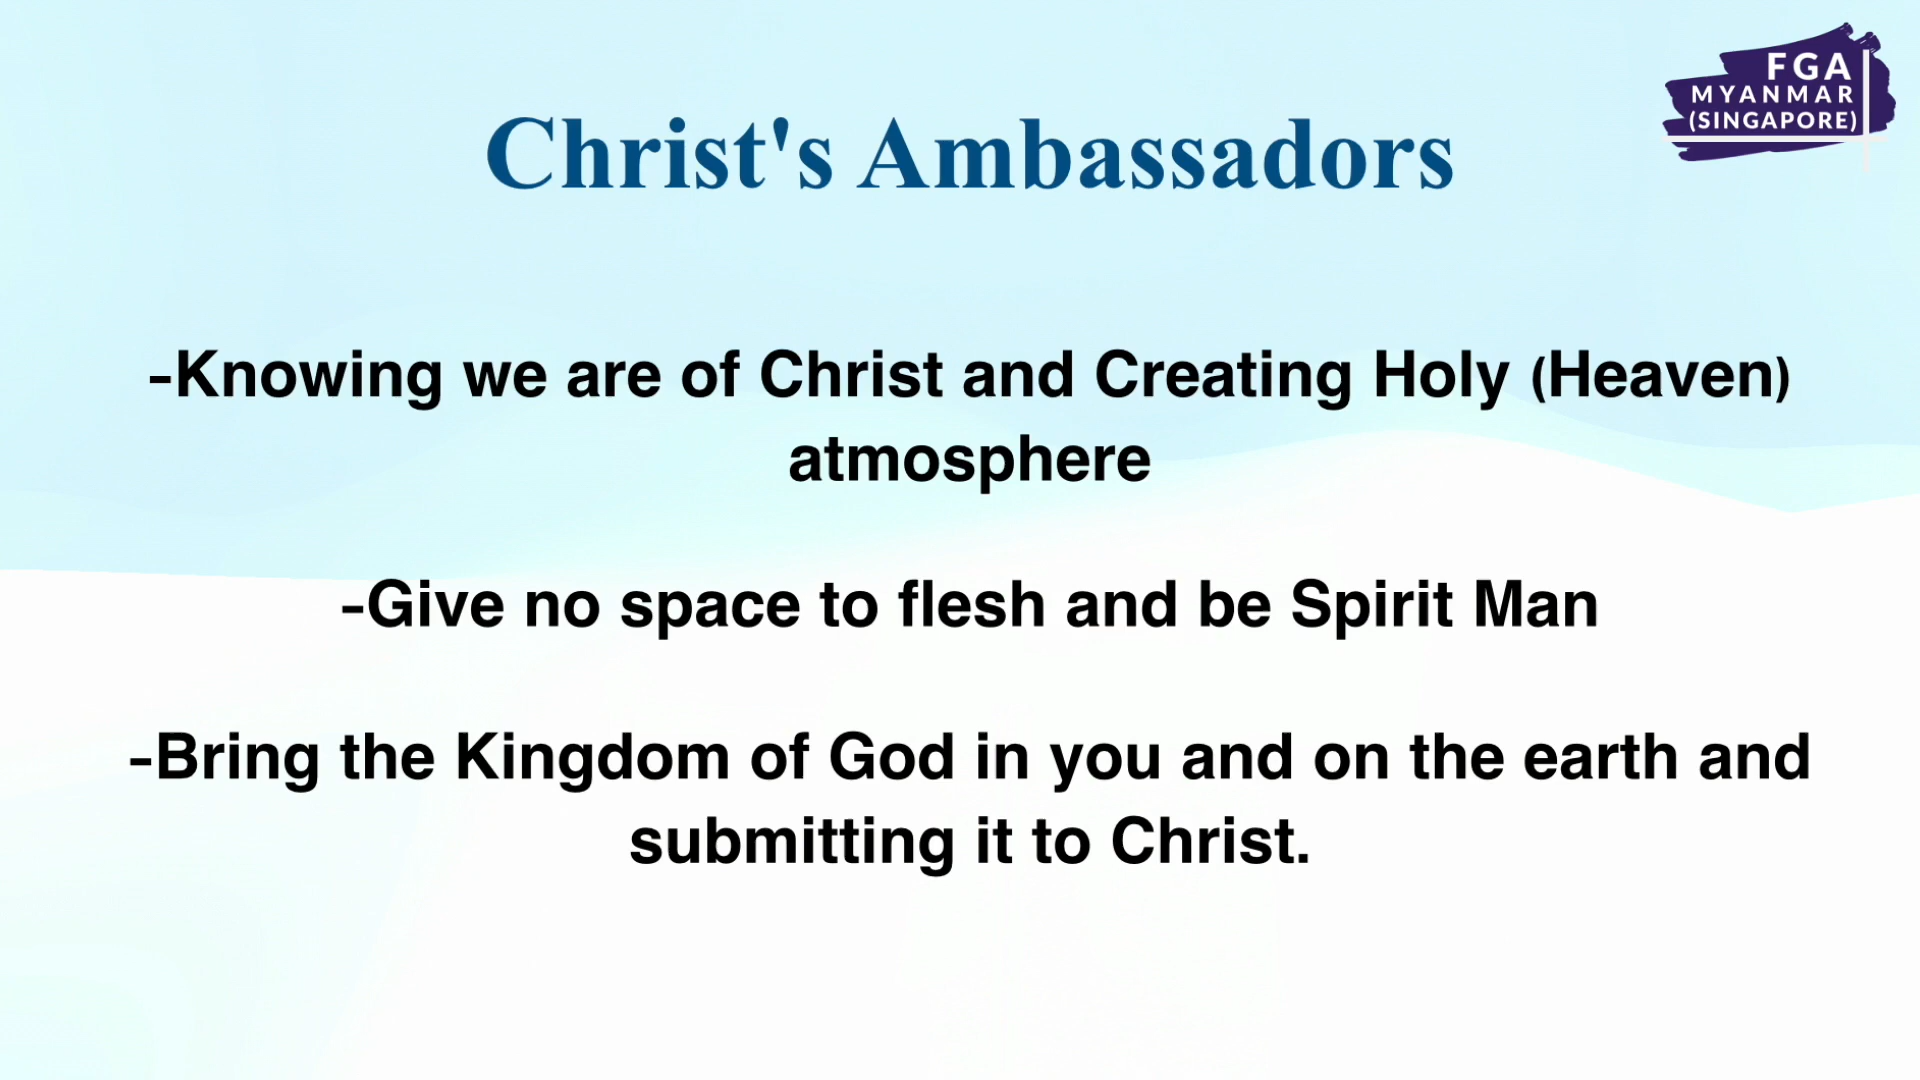 FGA
MYANMAR
(SINGAPORE)
Christ's Ambassadors
-Knowing we are of Christ and Creating Holy (Heaven)
atmosphere
-Give no space to flesh and be Spirit Man
-Bring the Kingdom of God in you and on the earth and
submitting it to Christ.